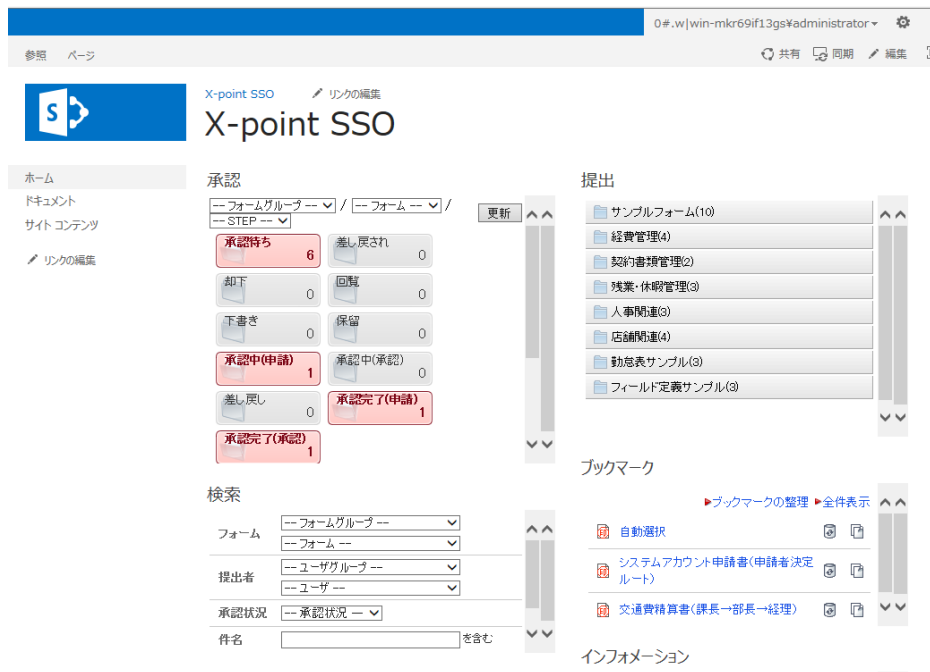 0#.w|win-mkr69if13gs¥administrator
参照 ページ
共有 同期 編集
S
X-point SSO リンクの編集
X-point SSO
ホーム
ドキュメント
サイト コンテンツ
リンクの編集
承認
-- フォームグループ -- / -- フォーム -- /
-- STEP --
更新
承認待ち 6
差し戻され 0
却下 0
回覧 0
下書き 0
保留 0
承認中(申請) 1
承認中(承認) 0
差し戻し 0
承認完了(申請) 1
承認完了(承認) 1
検索
フォーム
-- フォームグループ --
-- フォーム --
提出者
-- ユーザグループ --
-- ユーザ --
承認状況 -- 承認状況 --
件名 を含む
提出
サンプルフォーム(10)
経費管理(4)
契約書類管理(2)
残業・休暇管理(3)
人事関連(3)
店舗関連(4)
勤怠表サンプル(3)
フィールド定義サンプル(3)
ブックマーク
ブックマークの整理 全件表示
自動選択
システムアカウント申請書(申請者決定
ルート)
交通費精算書(課長→部長→経理)
インフォメーション